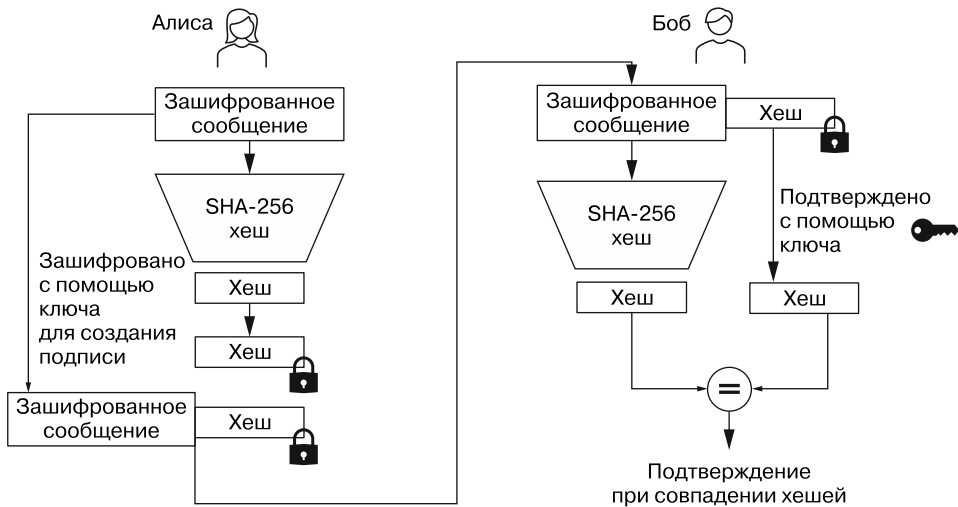 Алиса
Зашифрованное
сообщение
SHA-256
хеш
Зашифровано
с помощью
ключа
для создания
подписи
Хеш
Хеш
Зашифрованное
сообщение
Хеш
Боб
Зашифрованное
сообщение
Хеш
SHA-256
хеш
Подтверждено
с помощью
ключа
Хеш
Хеш
=
Подтверждение
при совпадении хешей